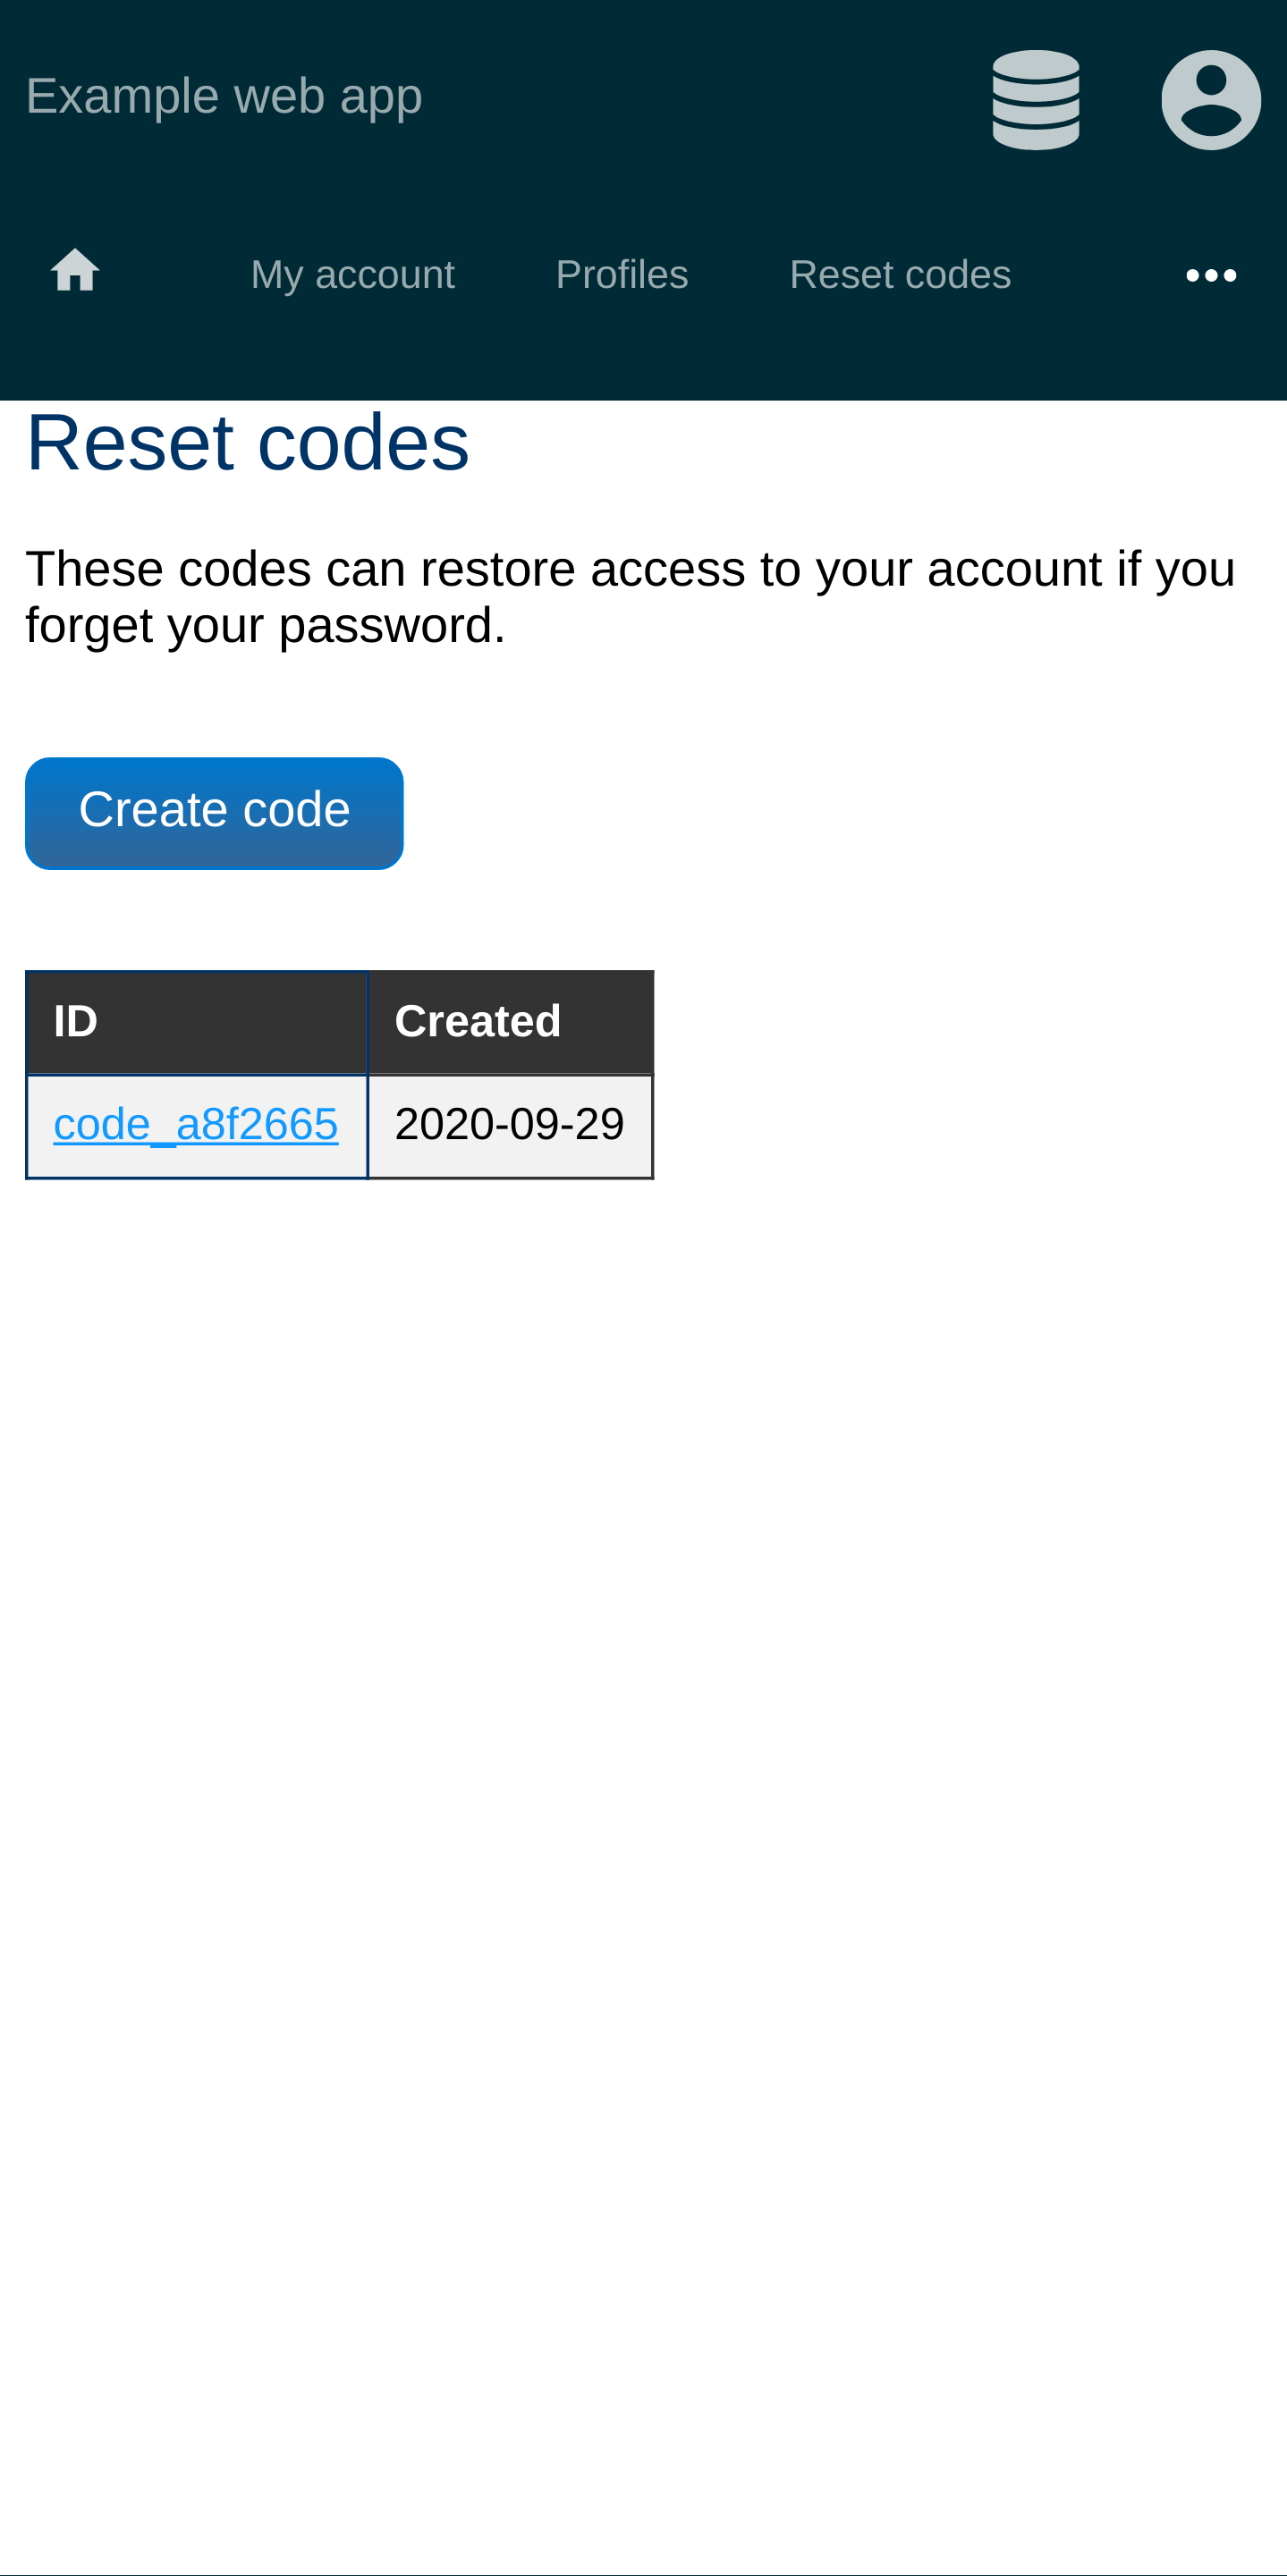 Example web app
My account Profiles Reset codes
Reset codes
These codes can restore access to your account if you
forget your password.
Create code
ID Created
code_a8f2665 2020-09-29